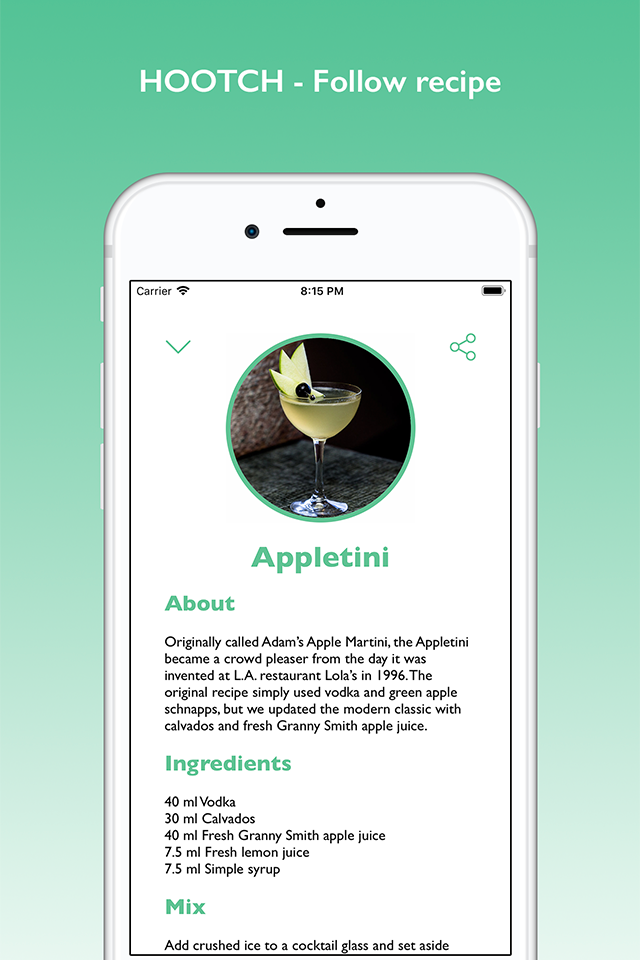 HOOTCH - Follow recipe
Carrier 8:15 PM
Appletini
About
Originally called Adam's Apple Martini, the Appletini
became a crowd pleaser from the day it was
invented at L.A. restaurant Lola's in 1996. The
original recipe simply used vodka and green apple
schnapps, but we updated the modern classic with
calvados and fresh Granny Smith apple juice.
Ingredients
40 ml Vodka
30 ml Calvados
40 ml Fresh Granny Smith apple juice
7.5 ml Fresh lemon juice
7.5 ml Simple syrup
Mix
Add crushed ice to a cocktail glass and set aside